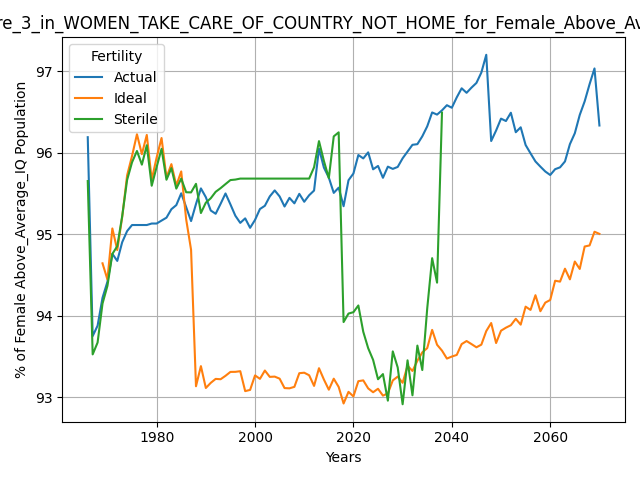 re_3_in_WOMEN_TAKE_CARE_OF_COUNTRY_NOT_HOME_for_Female_Above_Av
Fertility
Actual
Ideal
Sterile
% of Female Above_Average_IQ Population
97
96
95
94
93
1980 2000 2020 2040 2060
Years